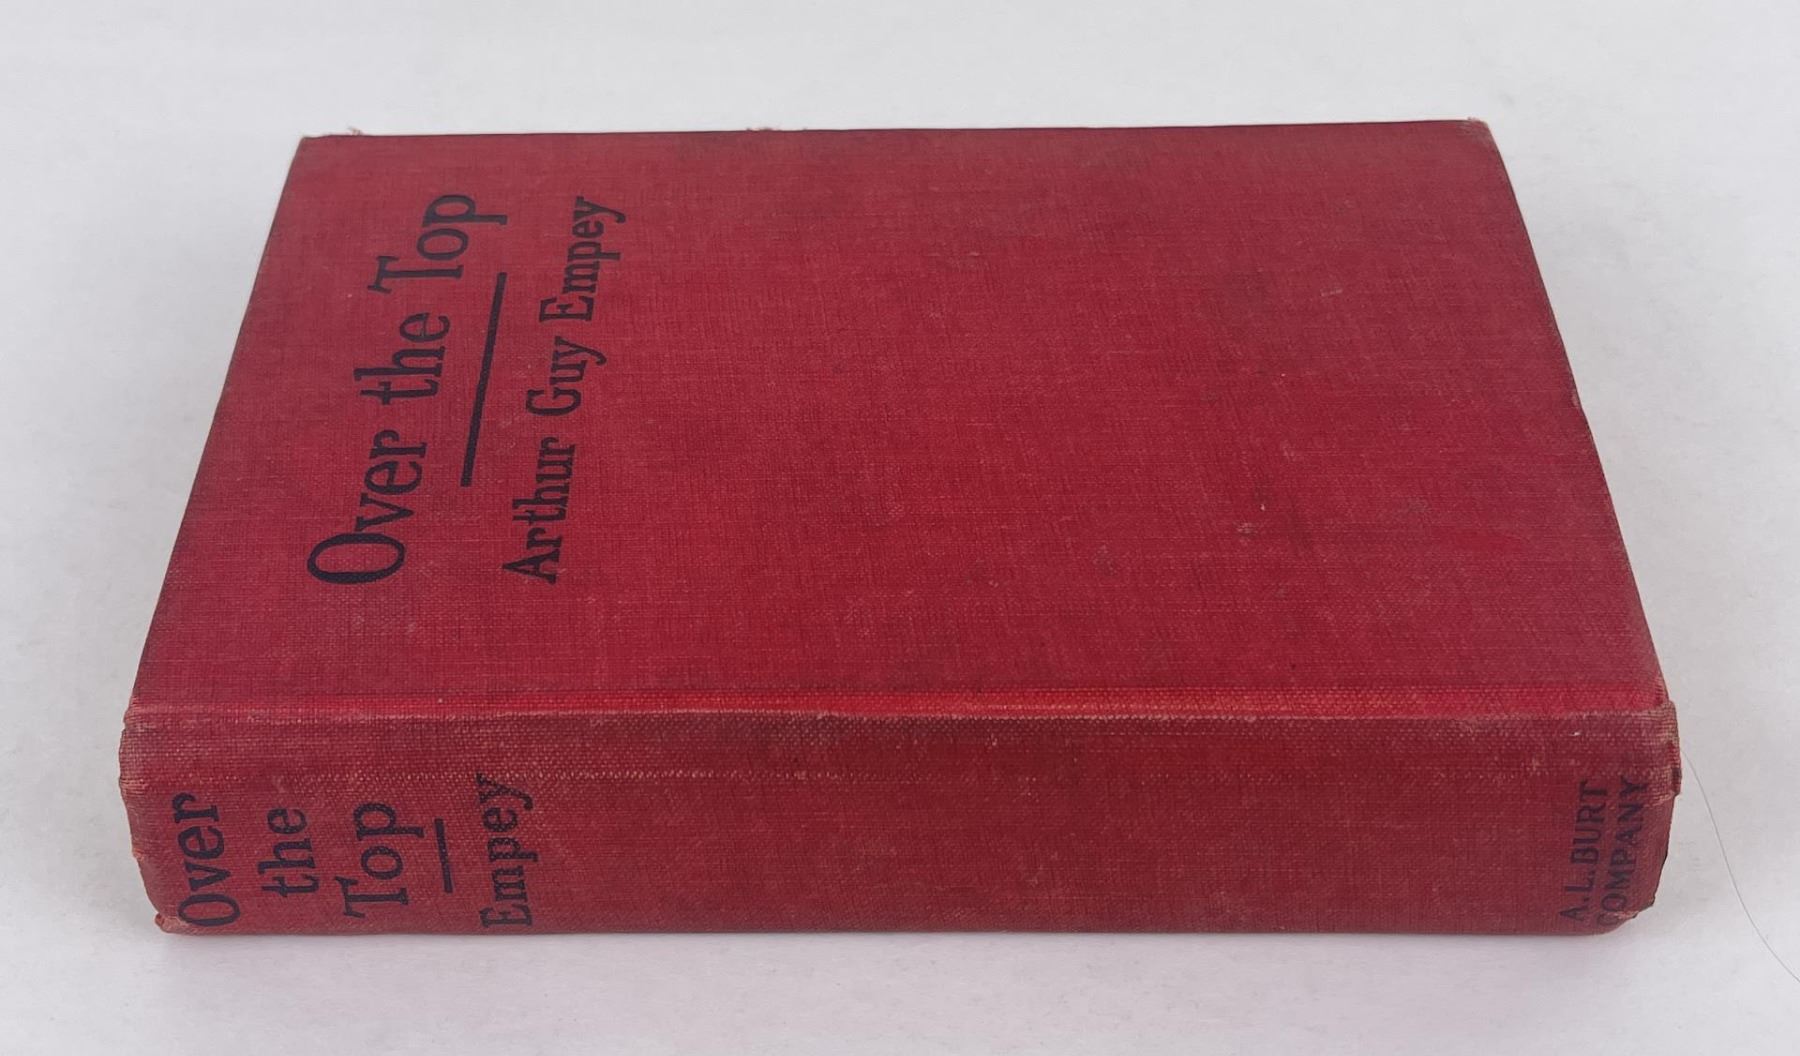 Over the Top
Arthur Guy Empey
Over
the
Top
Empey
A.L.BURT
COMPANY